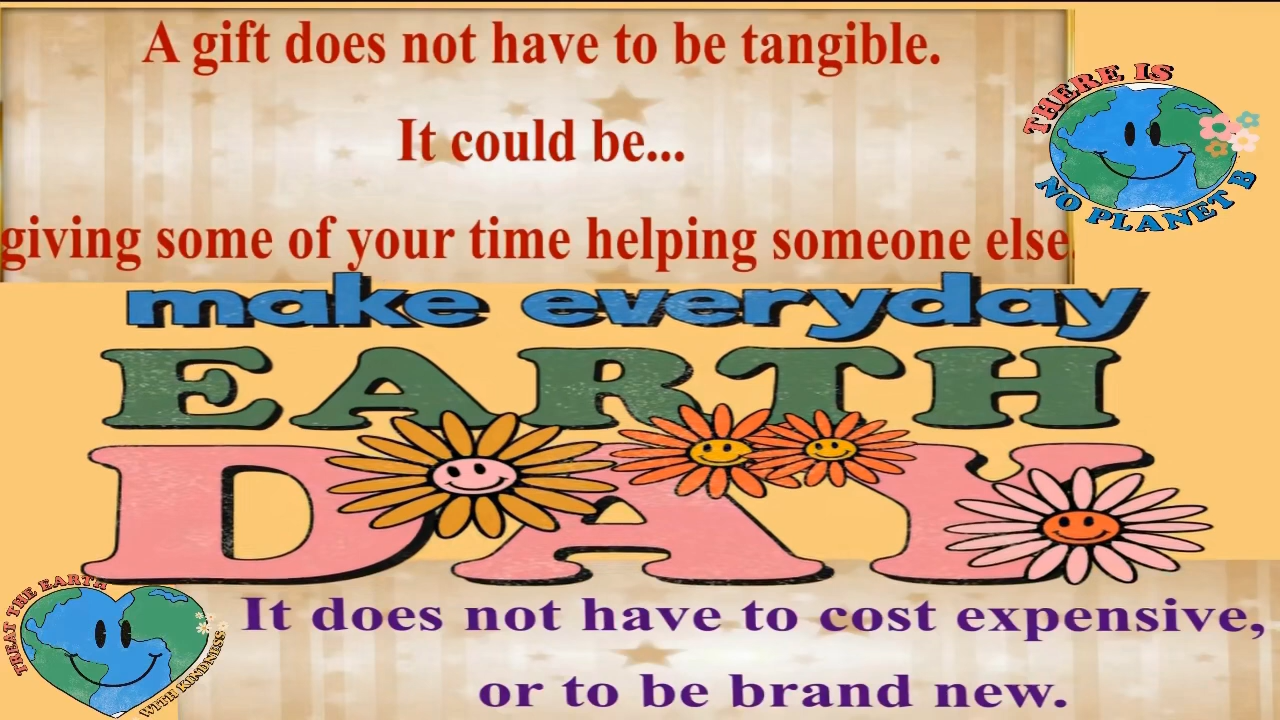 A gift does not have to be tangible.
It could be...
giving some of your time helping someone else.
THERE IS
NO PLANET B
make everyday
EARTH
DAY
TREAT THE EARTH
WITH KINDNESS
It does not have to cost expensive,
or to be brand new.